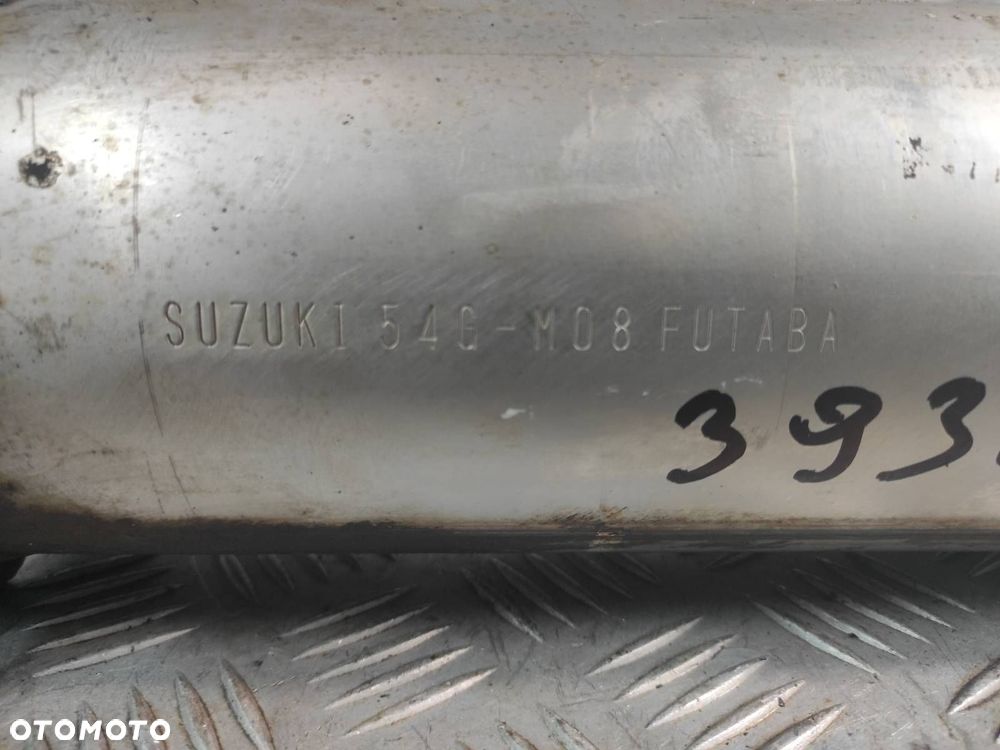 SUZUKI 54G-M08 FUTABA
393
OTOMOTO